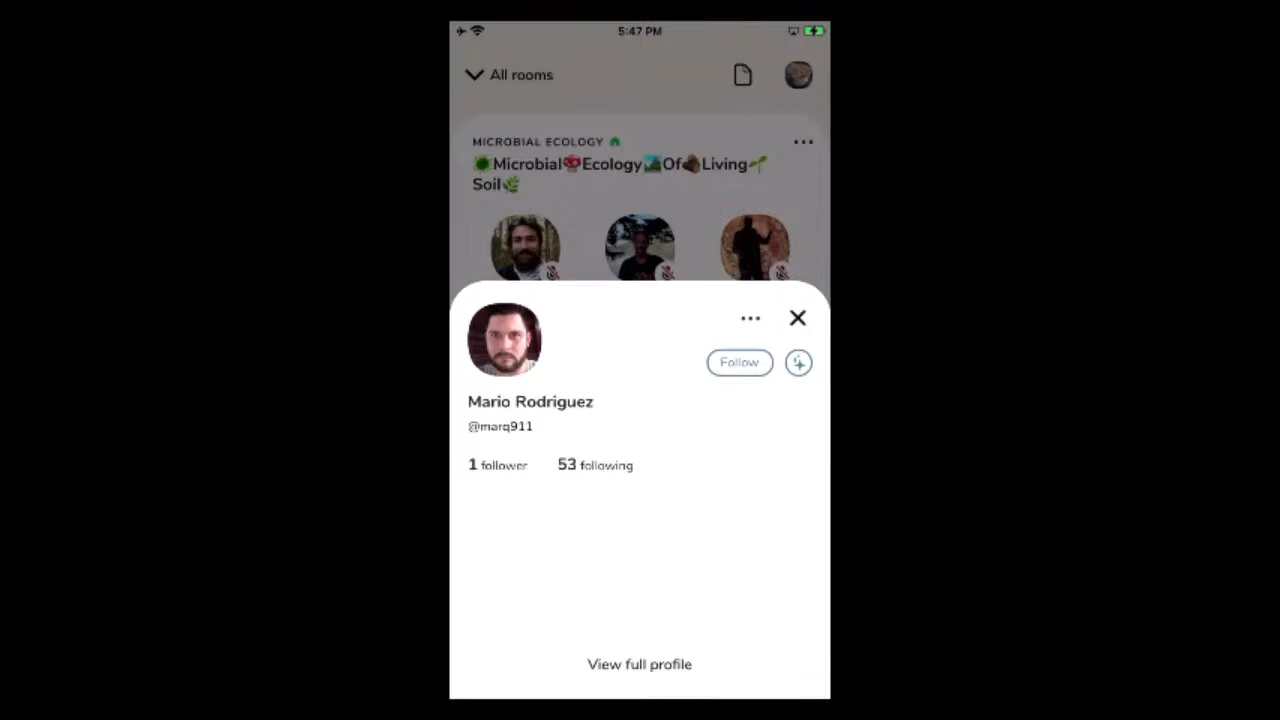 5:47 PM
All rooms
MICROBIAL ECOLOGY
Microbial Ecology Of Living
Soil
Follow
Mario Rodriguez
@marq911
1 follower 53 following
View full profile